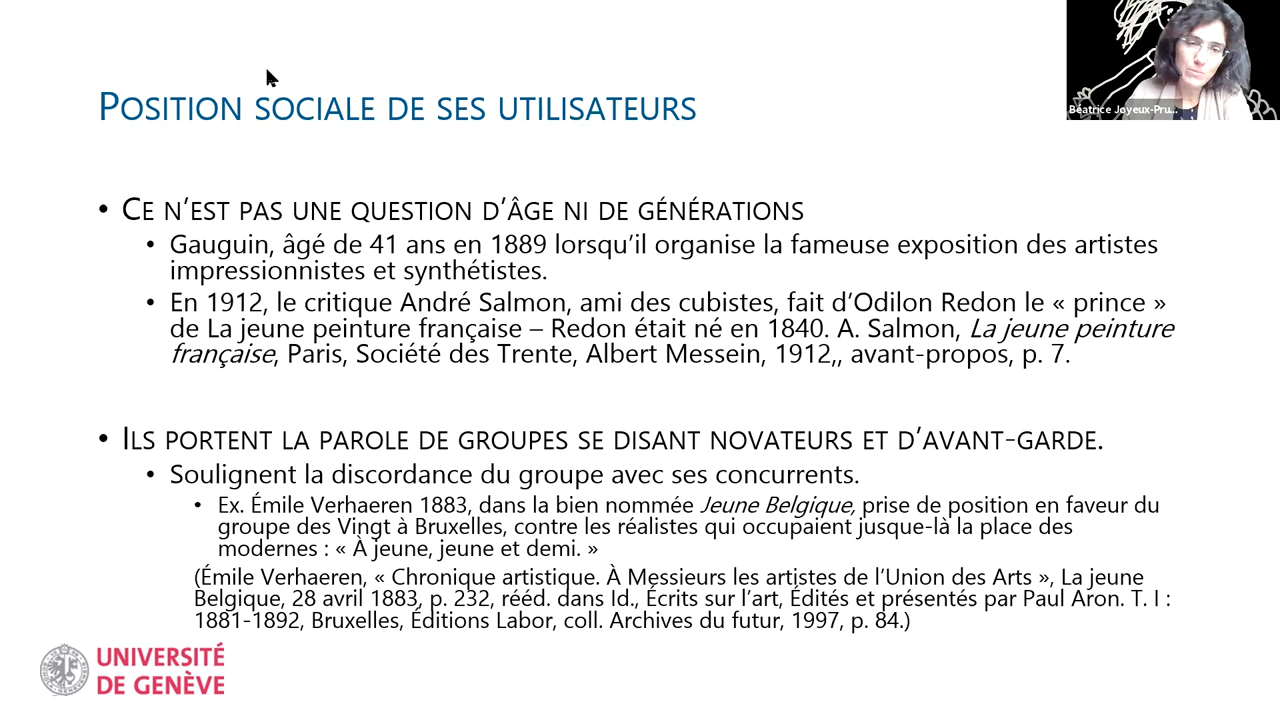 Béatrice Joyeux-Pru...
POSITION SOCIALE DE SES UTILISATEURS
• CE N'EST PAS UNE QUESTION D'ÂGE NI DE GÉNÉRATIONS
• Gauguin, âgé de 41 ans en 1889 lorsqu'il organise la fameuse exposition des artistes
impressionnistes et synthétistes.
• En 1912, le critique André Salmon, ami des cubistes, fait d'Odilon Redon le « prince »
de La jeune peinture française – Redon était né en 1840. A. Salmon, La jeune peinture
française, Paris, Société des Trente, Albert Messein, 1912,, avant-propos, p. 7.
• ILS PORTENT LA PAROLE DE GROUPES SE DISANT NOVATEURS ET D'AVANT-GARDE.
• Soulignent la discordance du groupe avec ses concurrents.
• Ex. Émile Verhaeren 1883, dans la bien nommée Jeune Belgique, prise de position en faveur du
groupe des Vingt à Bruxelles, contre les réalistes qui occupaient jusque-là la place des
modernes : « À jeune, jeune et demi. »
(Émile Verhaeren, « Chronique artistique. À Messieurs les artistes de l'Union des Arts », La jeune
Belgique, 28 avril 1883, p. 232, rééd. dans Id., Écrits sur l'art, Édités et présentés par Paul Aron. T. I :
1881-1892, Bruxelles, Éditions Labor, coll. Archives du futur, 1997, p. 84.)
UNIVERSITÉ
DE GENÈVE